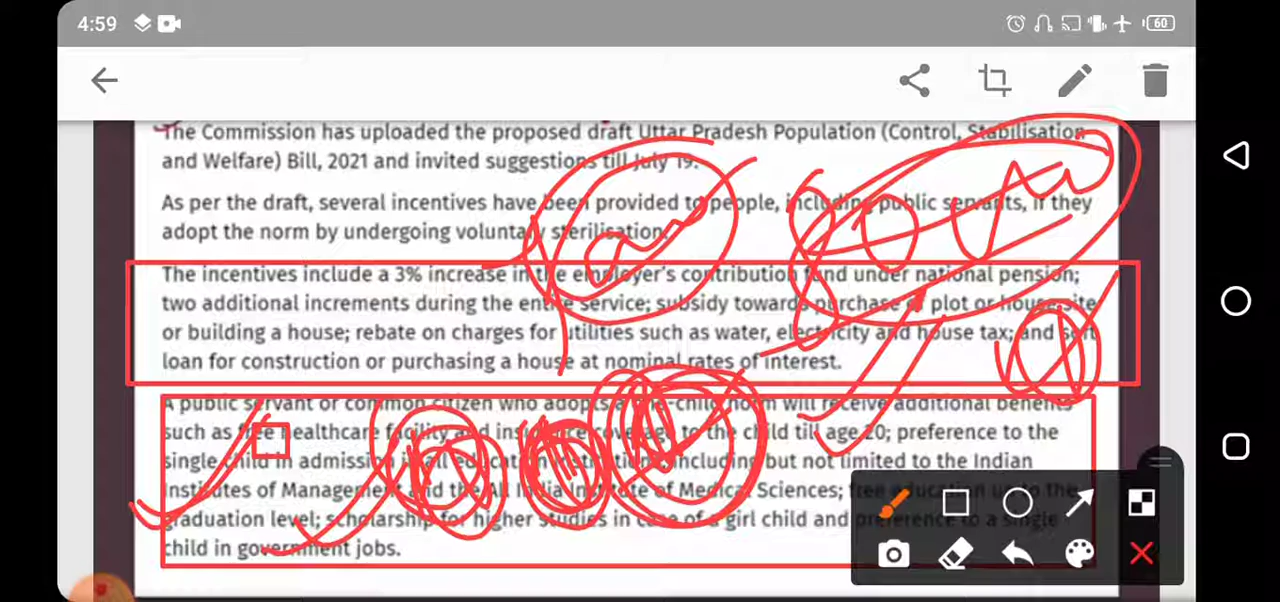 4:59
60
The Commission has uploaded the proposed draft Uttar Pradesh Population (Control, Stabilisation
and Welfare) Bill, 2021 and invited suggestions till July 19.
As per the draft, several incentives have been provided to people, including public servants, if they
adopt the norm by undergoing voluntary sterilisation.
The incentives include a 3% increase in the employer's contribution fund under national pension;
two additional increments during the entire service; subsidy towards purchase of plot or house site
or building a house; rebate on charges for utilities such as water, electricity and house tax; and soft
loan for construction or purchasing a house at nominal rates of interest.
A public servant or common citizen who adopts a one-child norm will receive additional benefits
such as free healthcare facility and insurance coverage to the child till age 20; preference to the
single child in admission in all education institutions, including but not limited to the Indian
Institutes of Management and the All India Institute of Medical Sciences; free education up to the
graduation level; scholarship for higher studies in case of a girl child and preference to a single
child in government jobs.